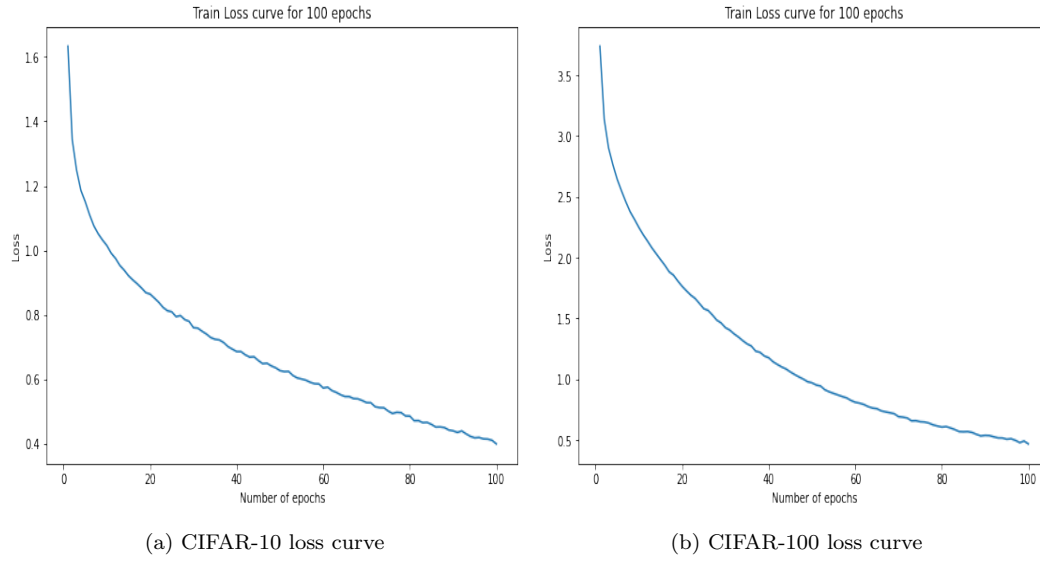 Train Loss curve for 100 epochs
1.6
1.4
1.2
1.0
0.8
0.6
0.4
Loss
0 20 40 60 80 100
Number of epochs
(a) CIFAR-10 loss curve
Train Loss curve for 100 epochs
3.5
3.0
2.5
2.0
1.5
1.0
0.5
Loss
0 20 40 60 80 100
Number of epochs
(b) CIFAR-100 loss curve